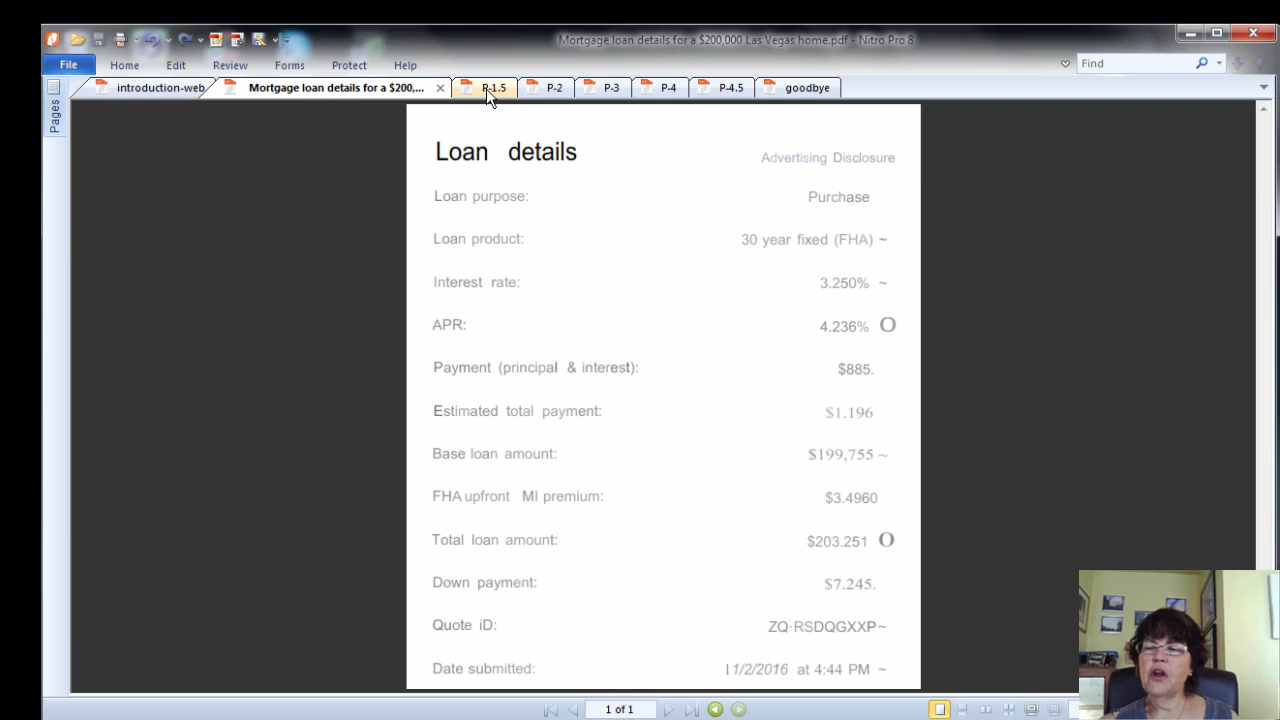 Mortgage loan details for a $200,000 Las Vegas home.pdf - Nitro Pro 8
File Home Edit Review Forms Protect Help Find
introduction-web Mortgage loan details for a $200,... P-1.5 P-2 P-3 P-4 P-4.5 goodbye
Pages
Loan details Advertising Disclosure
Loan purpose: Purchase
Loan product: 30 year fixed (FHA) ~
Interest rate: 3.250% ~
APR: 4.236% O
Payment (principal & interest): $885.
Estimated total payment: $1.196
Base loan amount: $199,755 ~
FHA upfront MI premium: $3.4960
Total loan amount: $203.251 O
Down payment: $7.245.
Quote iD: ZQ·RSDQGXXP~
Date submitted: 11/2/2016 at 4:44 PM ~
1 of 1